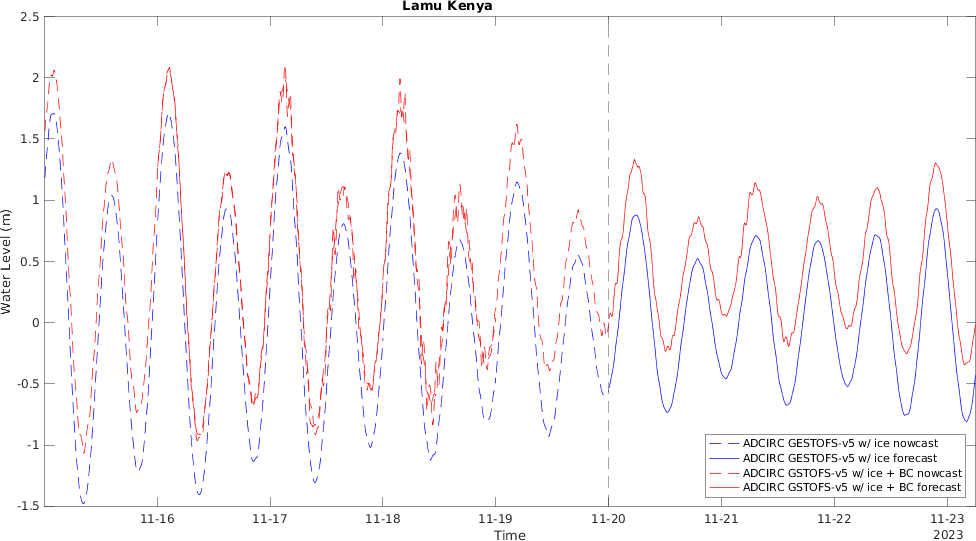 Lamu Kenya
2.5
2
1.5
1
0.5
0
-0.5
-1
-1.5
Water Level (m)
11-16
11-17
11-18
11-19
11-20
11-21
11-22
11-23
2023
Time
ADCIRC GESTOFS-v5 w/ ice nowcast
ADCIRC GESTOFS-v5 w/ ice forecast
ADCIRC GSTOFS-v5 w/ ice + BC nowcast
ADCIRC GSTOFS-v5 w/ ice + BC forecast